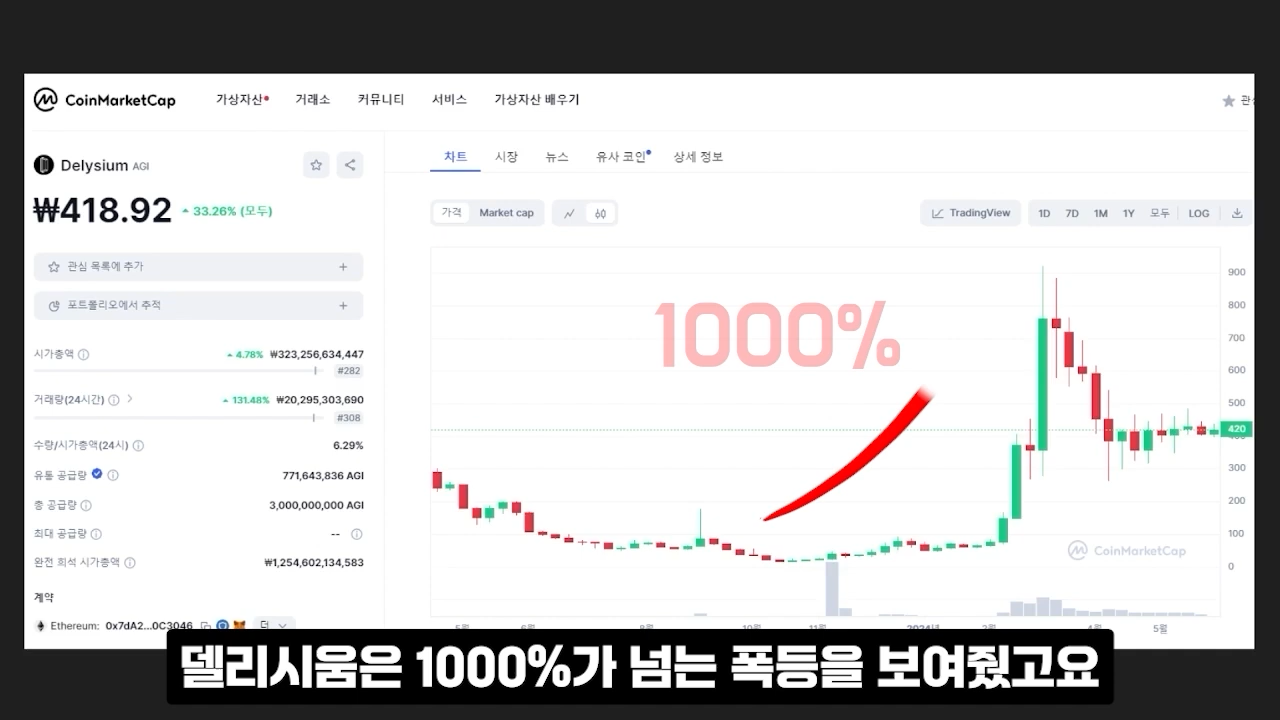 CoinMarketCap 가상자산 거래소 커뮤니티 서비스 가상자산 배우기
Delysium AGI
₩418.92 33.26% (모두)
관심 목록에 추가 +
포트폴리오에서 추적 +
시가총액 4.78% ₩323,256,634,447
#282
거래량(24시간) 131.48% ₩20,295,303,690
#308
수량/시가총액(24시) 6.29%
유통 공급량 771,643,836 AGI
총 공급량 3,000,000,000 AGI
최대 공급량 --
완전 희석 시가총액 ₩1,254,602,134,583
계약
Ethereum: 0x7dA2...0C3046 더
차트 시장 뉴스 유사 코인 상세 정보
가격 Market cap TradingView 1D 7D 1M 1Y 모두 LOG
1000%
900
800
700
600
500
420
300
200
100
0
CoinMarketCap
5월 6월 8월 10월 11월 2024년 4월 5월
델리시움은 1000%가 넘는 폭등을 보여줬고요